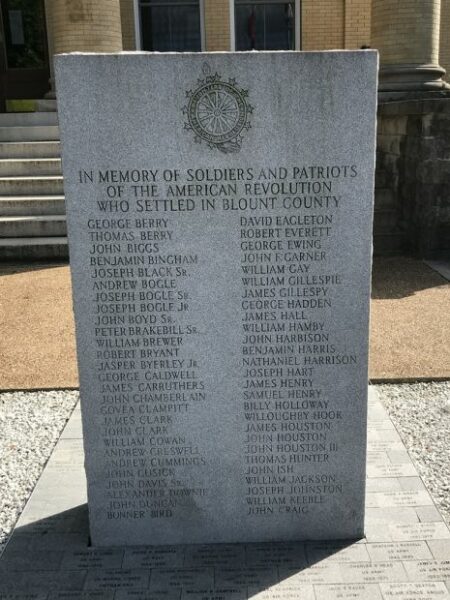 IN MEMORY OF SOLDIERS AND PATRIOTS
OF THE AMERICAN REVOLUTION
WHO SETTLED IN BLOUNT COUNTY
GEORGE BERRY
THOMAS BERRY
JOHN BIGGS
BENJAMIN BINGHAM
JOSEPH BLACK SR.
ANDREW BOGLE
JOSEPH BOGLE SR.
JOSEPH BOGLE JR
JOHN BOYD SR.
PETER BRAKEBILL SR.
WILLIAM BREWER
ROBERT BRYANT
JASPER BYERLEY JR.
GEORGE CALDWELL
JAMES CARRUTHERS
JOHN CHAMBERLAIN
GOVEA CLAMPITT
JAMES CLARK
JOHN CLARK
WILLIAM COWAN
ANDREW CRESWELL
ANDREW CUMMINGS
JOHN CUSICK
JOHN DAVIS SR.
ALEXANDER DOWNIE
JOHN DUNCAN
BONNER BIRD
DAVID EAGLETON
ROBERT EVERETT
GEORGE EWING
JOHN F. GARNER
WILLIAM GAY
WILLIAM GILLESPIE
JAMES GILLESPY
GEORGE HADDEN
JAMES HALL
WILLIAM HAMBY
JOHN HARBISON
BENJAMIN HARRIS
NATHANIEL HARRISON
JOSEPH HART
JAMES HENRY
SAMUEL HENRY
BILLY HOLLOWAY
WILLOUGHBY HOOK
JAMES HOUSTON
JOHN HOUSTON
JOHN HOUSTON III
THOMAS HUNTER
JOHN ISH
WILLIAM JACKSON
JOSEPH JOHNSTON
WILLIAM KEEBLE
JOHN CRAIG